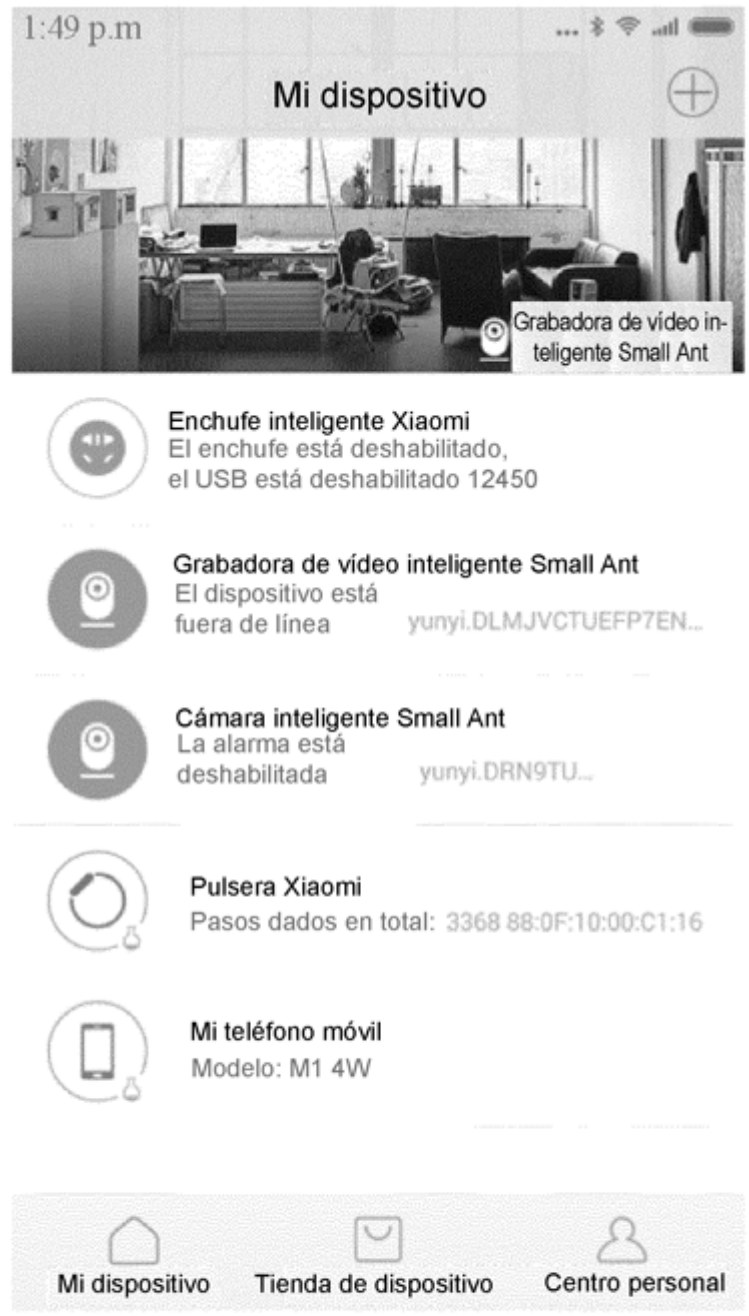 1:49 p.m
Mi dispositivo
Grabadora de vídeo in-
teligente Small Ant
Enchufe inteligente Xiaomi
El enchufe está deshabilitado,
el USB está deshabilitado 12450
Grabadora de vídeo inteligente Small Ant
El dispositivo está
fuera de línea yunyi.DLMJVCTUEFP7EN...
Cámara inteligente Small Ant
La alarma está
deshabilitada yunyi.DRN9TU...
Pulsera Xiaomi
Pasos dados en total: 3368 88:0F:10:00:C1:16
Mi teléfono móvil
Modelo: M1 4W
Mi dispositivo Tienda de dispositivo Centro personal